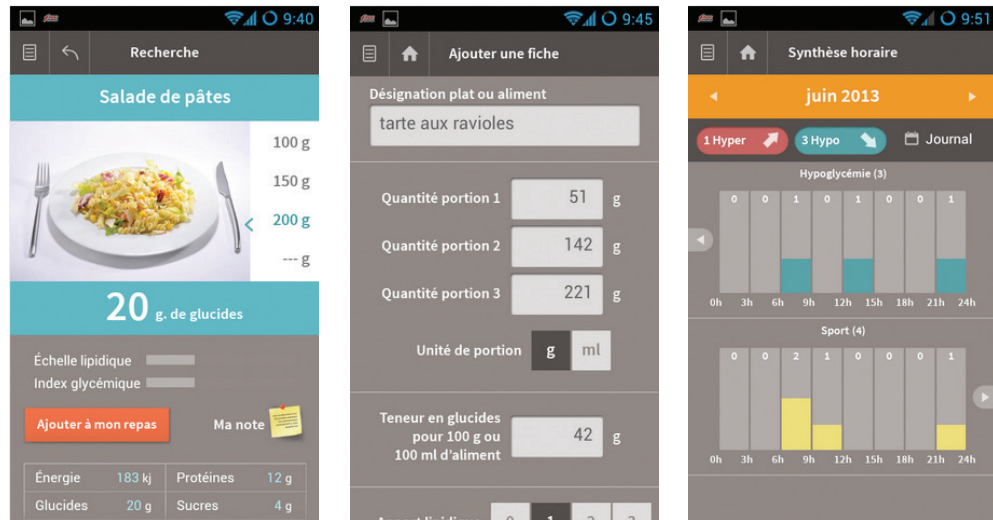 9:40
Recherche
Salade de pâtes
100 g
150 g
200 g
--- g
20 g. de glucides
Échelle lipidique
Index glycémique
Ajouter à mon repas
Ma note
Énergie 183 kj Protéines 12 g
Glucides 20 g Sucres 4 g
9:45
Ajouter une fiche
Désignation plat ou aliment
tarte aux ravioles
Quantité portion 1 51 g
Quantité portion 2 142 g
Quantité portion 3 221 g
Unité de portion g ml
Teneur en glucides
pour 100 g ou
100 ml d'aliment
42 g
9:51
Synthèse horaire
juin 2013
1 Hyper
3 Hypo
Journal
Hypoglycémie (3)
0 0 1 0 1 0 0 1
0h 3h 6h 9h 12h 15h 18h 21h 24h
Sport (4)
0 0 2 1 0 0 0 1
0h 3h 6h 9h 12h 15h 18h 21h 24h